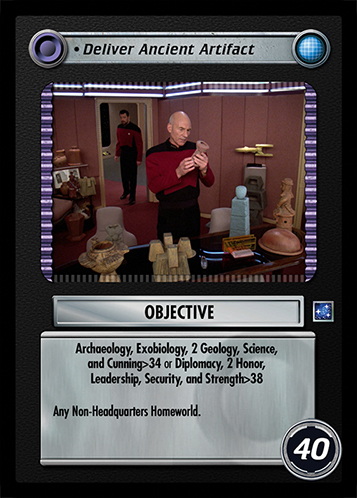 • Deliver Ancient Artifact
OBJECTIVE
Archaeology, Exobiology, 2 Geology, Science,
and Cunning>34 or Diplomacy, 2 Honor,
Leadership, Security, and Strength>38
Any Non-Headquarters Homeworld.
40